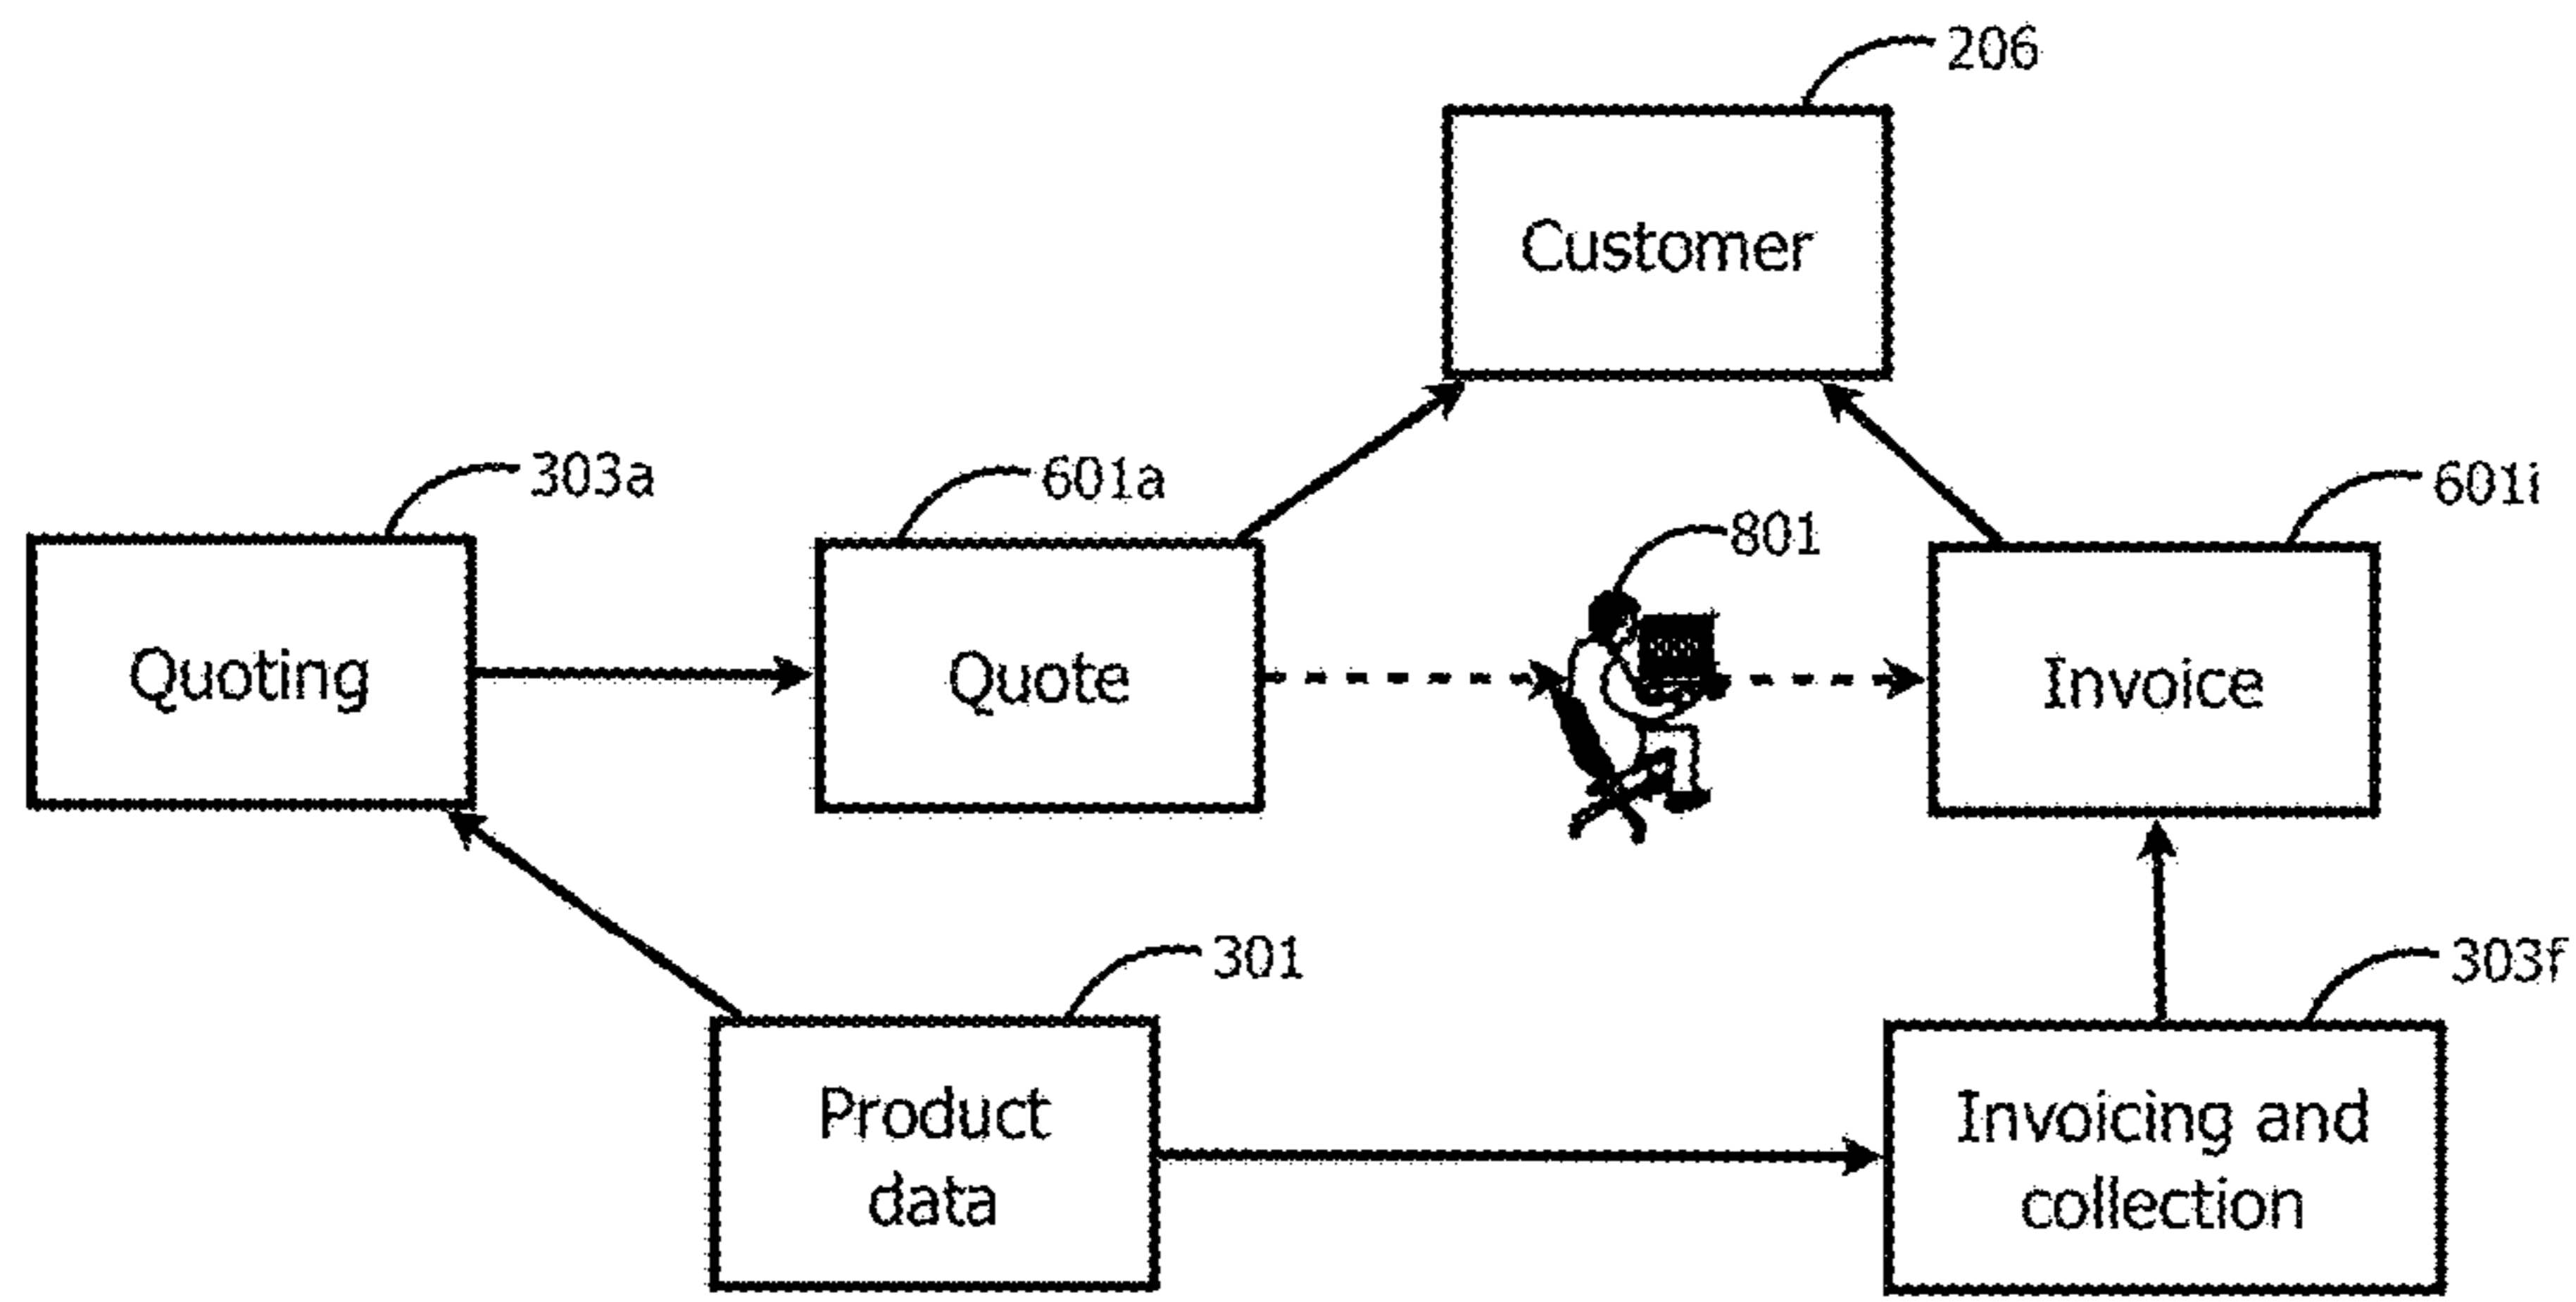 206
Customer
303a
601a
601i
801
Quoting
Quote
Invoice
301
303f
Product
data
Invoicing and
collection